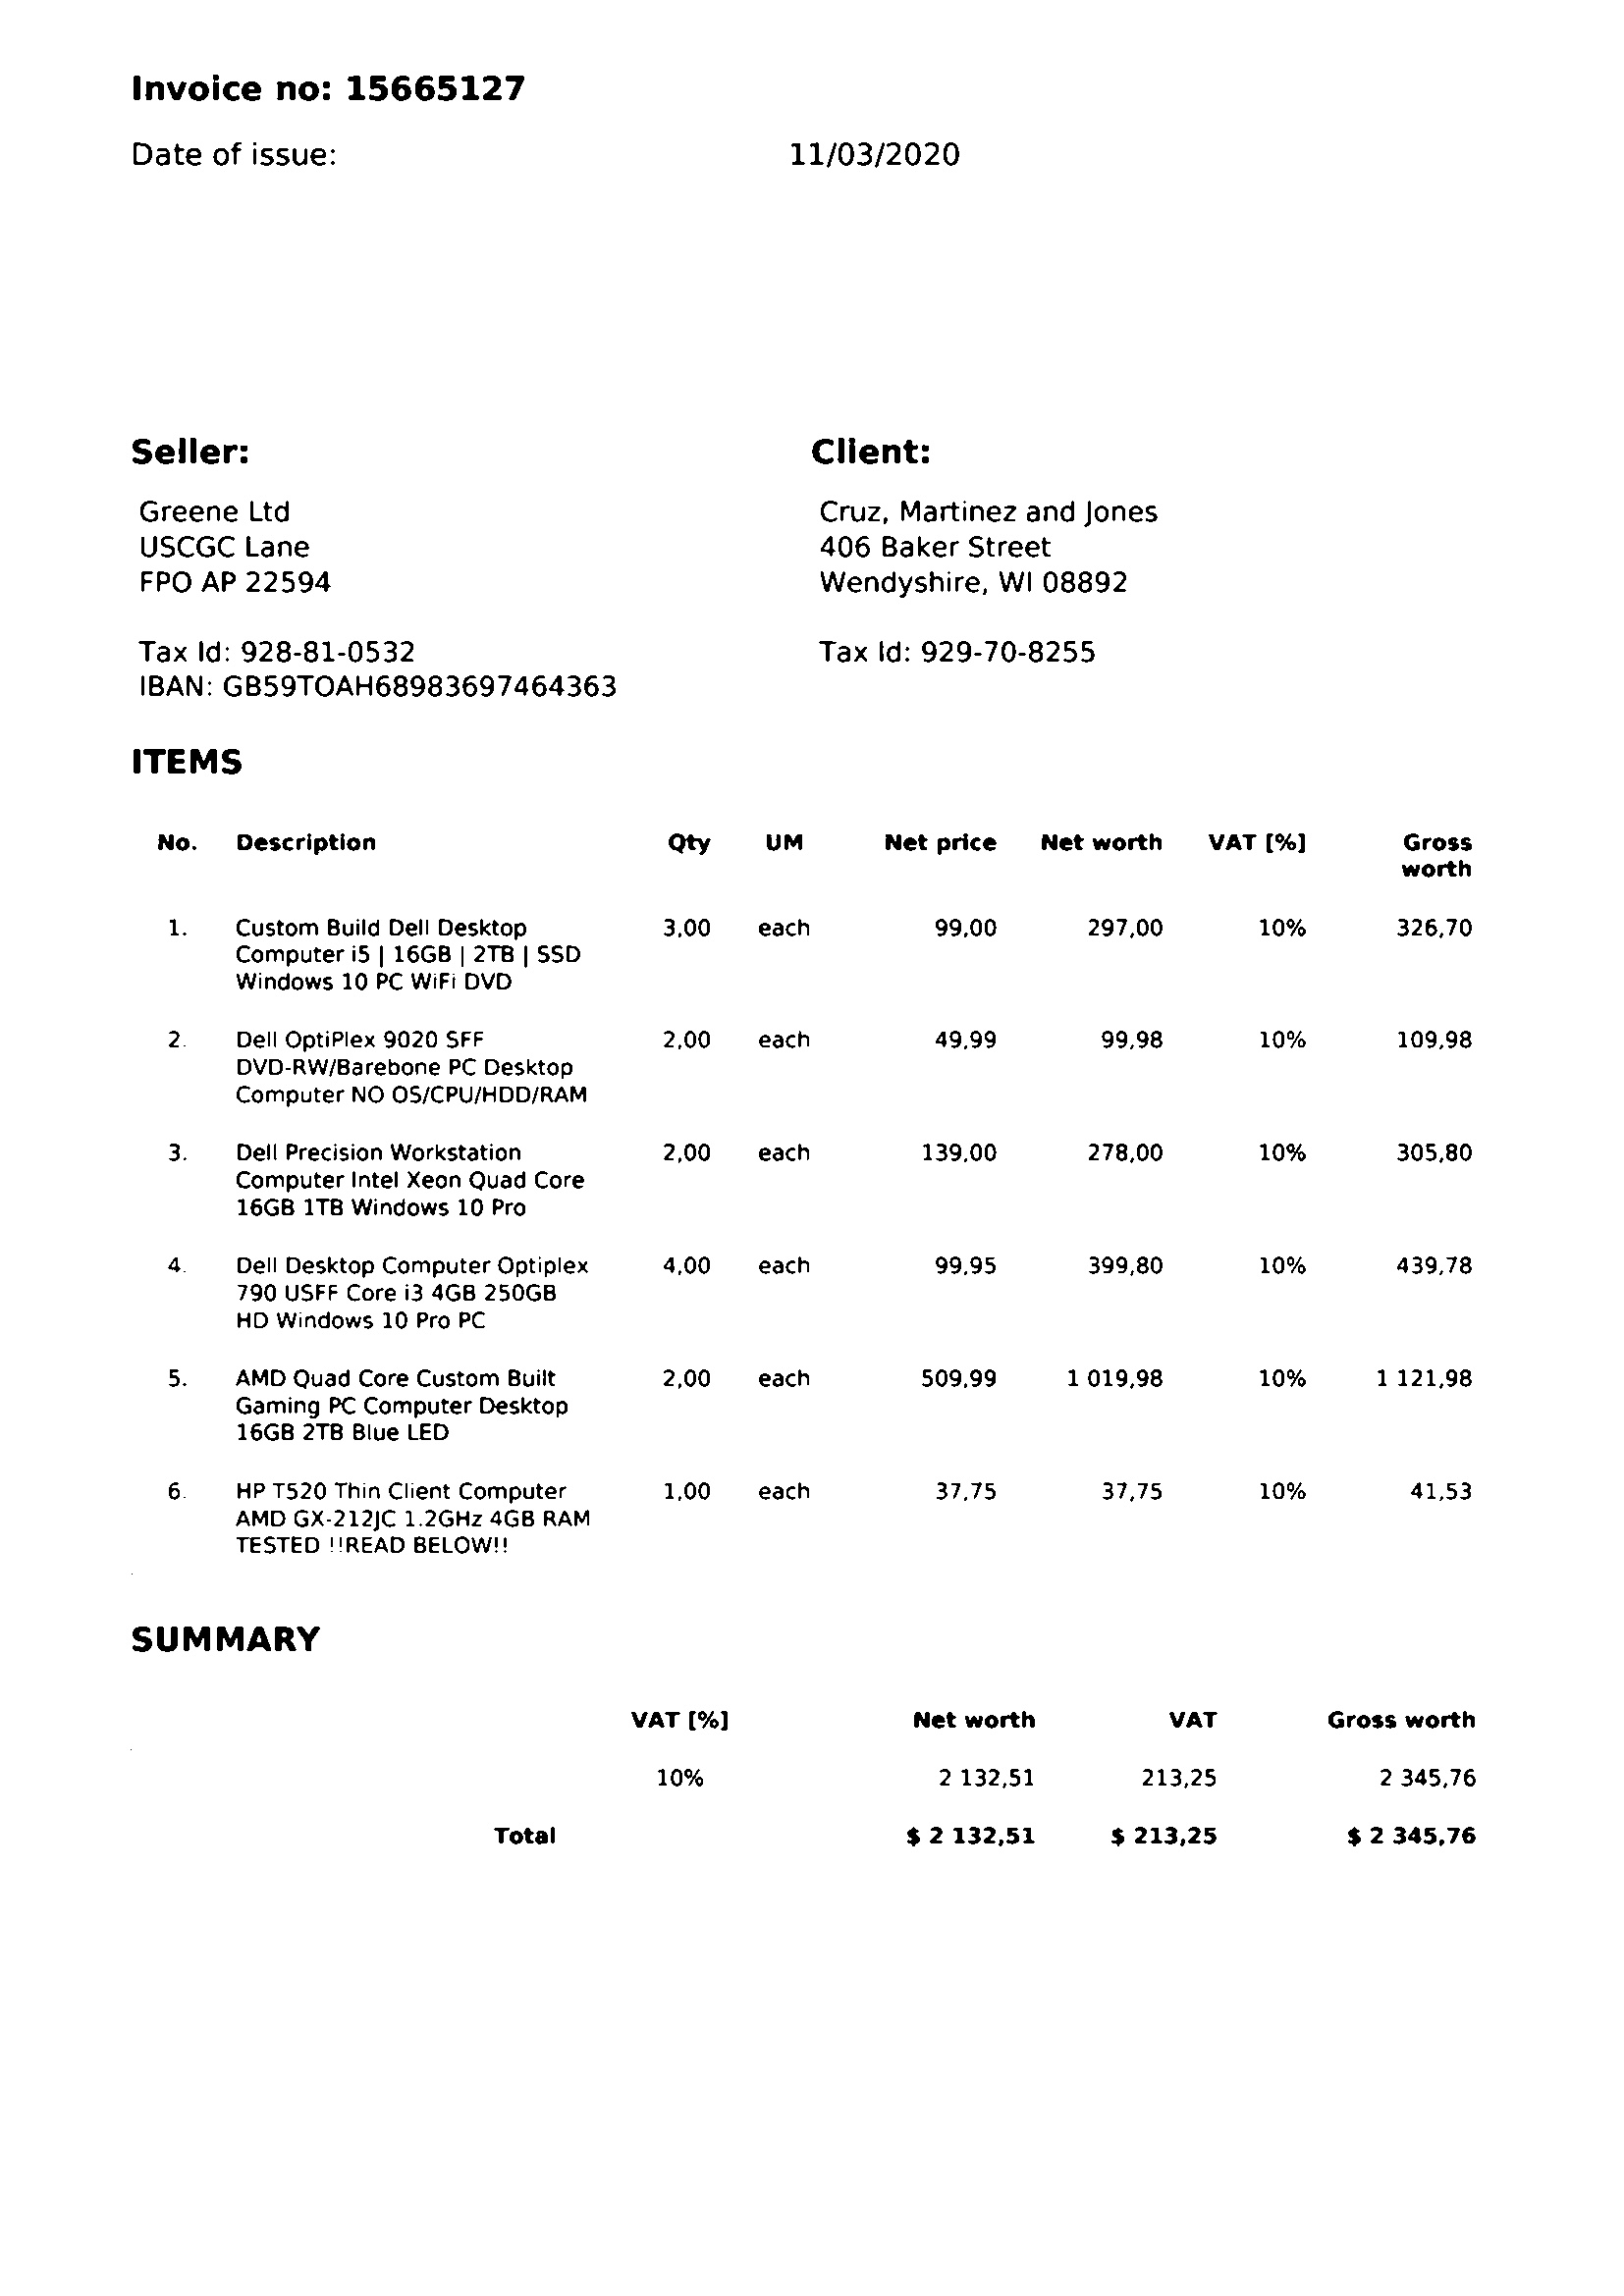 Invoice no: 15665127
Date of issue: 11/03/2020
Seller:
Greene Ltd
USCGC Lane
FPO AP 22594
Tax Id: 928-81-0532
IBAN: GB59TOAH68983697464363
Client:
Cruz, Martinez and Jones
406 Baker Street
Wendyshire, WI 08892
Tax Id: 929-70-8255
ITEMS
No. Description Qty UM Net price Net worth VAT [%] Gross
worth
1. Custom Build Dell Desktop 3,00 each 99,00 297,00 10% 326,70
Computer i5 | 16GB | 2TB | SSD
Windows 10 PC WiFi DVD
2. Dell OptiPlex 9020 SFF 2,00 each 49,99 99,98 10% 109,98
DVD-RW/Barebone PC Desktop
Computer NO OS/CPU/HDD/RAM
3. Dell Precision Workstation 2,00 each 139,00 278,00 10% 305,80
Computer Intel Xeon Quad Core
16GB 1TB Windows 10 Pro
4. Dell Desktop Computer Optiplex 4,00 each 99,95 399,80 10% 439,78
790 USFF Core i3 4GB 250GB
HD Windows 10 Pro PC
5. AMD Quad Core Custom Built 2,00 each 509,99 1 019,98 10% 1 121,98
Gaming PC Computer Desktop
16GB 2TB Blue LED
6. HP T520 Thin Client Computer 1,00 each 37,75 37,75 10% 41,53
AMD GX-212JC 1.2GHz 4GB RAM
TESTED !!READ BELOW!!
SUMMARY
VAT [%] Net worth VAT Gross worth
10% 2 132,51 213,25 2 345,76
Total $ 2 132,51 $ 213,25 $ 2 345,76